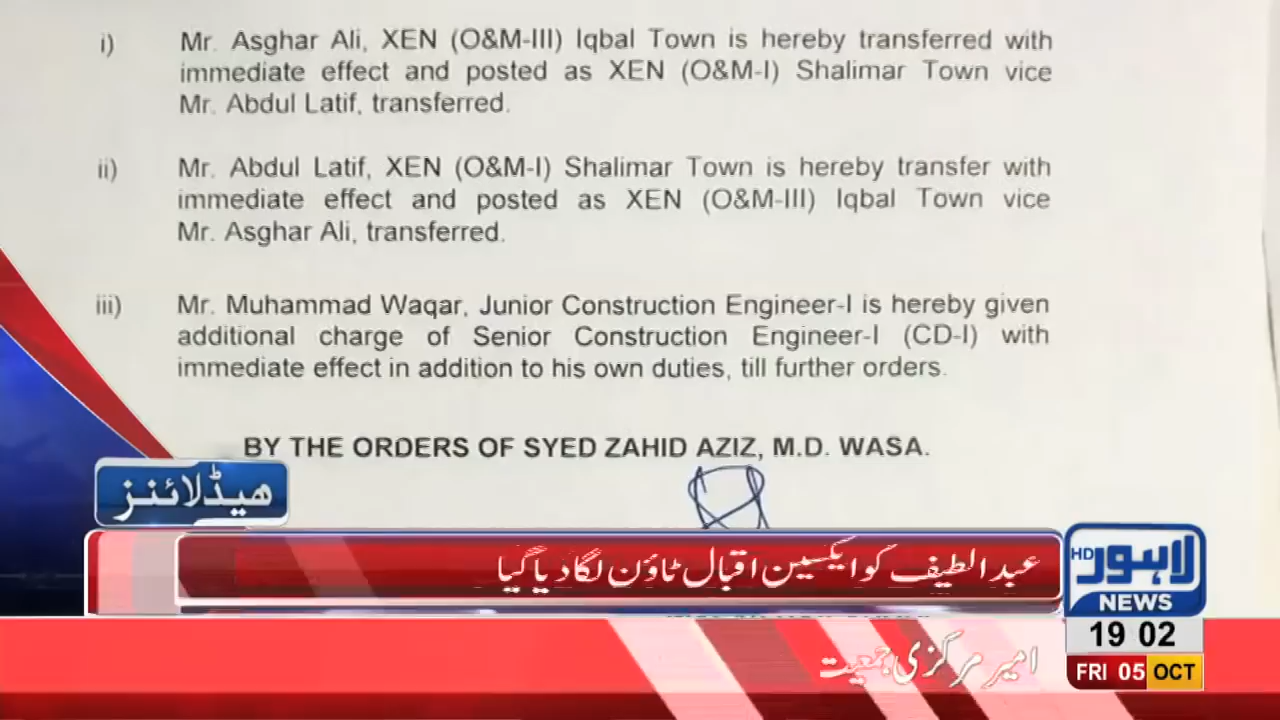 i) Mr. Asghar Ali, XEN (O&M-III) Iqbal Town is hereby transferred with
immediate effect and posted as XEN (O&M-I) Shalimar Town vice
Mr. Abdul Latif, transferred.
ii) Mr. Abdul Latif, XEN (O&M-I) Shalimar Town is hereby transfer with
immediate effect and posted as XEN (O&M-III) Iqbal Town vice
Mr. Asghar Ali, transferred.
iii) Mr. Muhammad Waqar, Junior Construction Engineer-I is hereby given
additional charge of Senior Construction Engineer-I (CD-I) with
immediate effect in addition to his own duties, till further orders.
BY THE ORDERS OF SYED ZAHID AZIZ, M.D. WASA.
ہیڈلائنز
عبدالطیف کو ایکسین اقبال ٹاؤن لگا دیا گیا
HD لاہور
NEWS
19 02
امیر مرکزی جمعیت
FRI 05 OCT